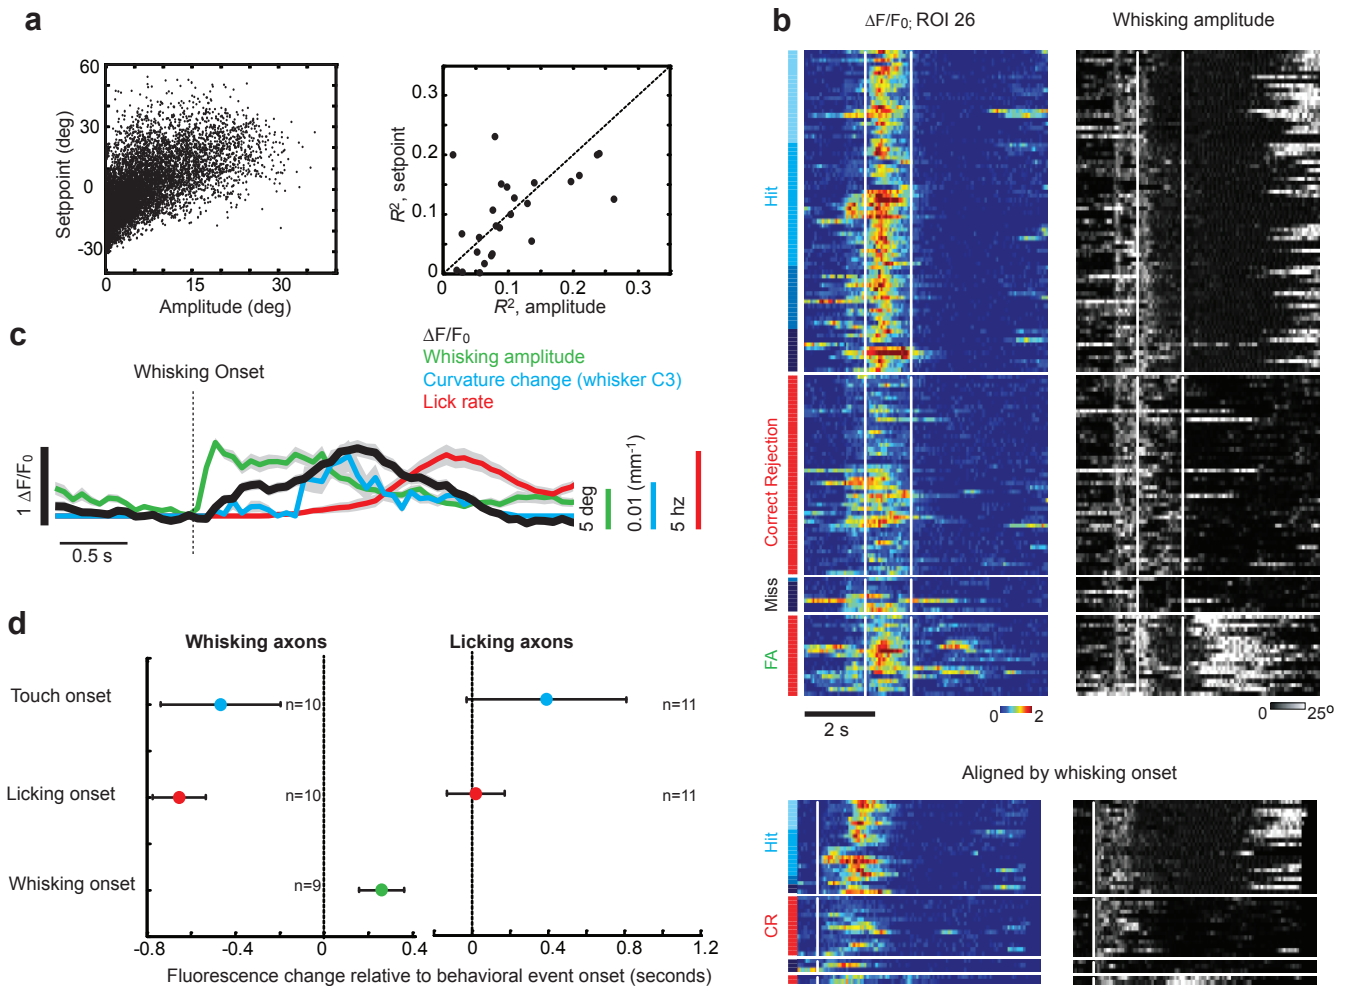 a
60
30
0
-30
Setppoint (deg)
0
15
30
Amplitude (deg)
0.3
0.2
0.1
0
R², setpoint
0
0.1
0.2
0.3
R², amplitude
b
ΔF/F0; ROI 26
Whisking amplitude
Hit
Correct Rejection
Miss
FA
2 s
0 2
0 25º
Aligned by whisking onset
Hit
CR
c
ΔF/F0
Whisking amplitude
Curvature change (whisker C3)
Lick rate
Whisking Onset
1 ΔF/F0
0.5 s
5 deg
0.01 (mm-1)
5 hz
d
Whisking axons
Licking axons
Touch onset
n=10
n=11
Licking onset
n=10
n=11
Whisking onset
n=9
-0.8
-0.4
0
0.4
0
0.4
0.8
1.2
Fluorescence change relative to behavioral event onset (seconds)